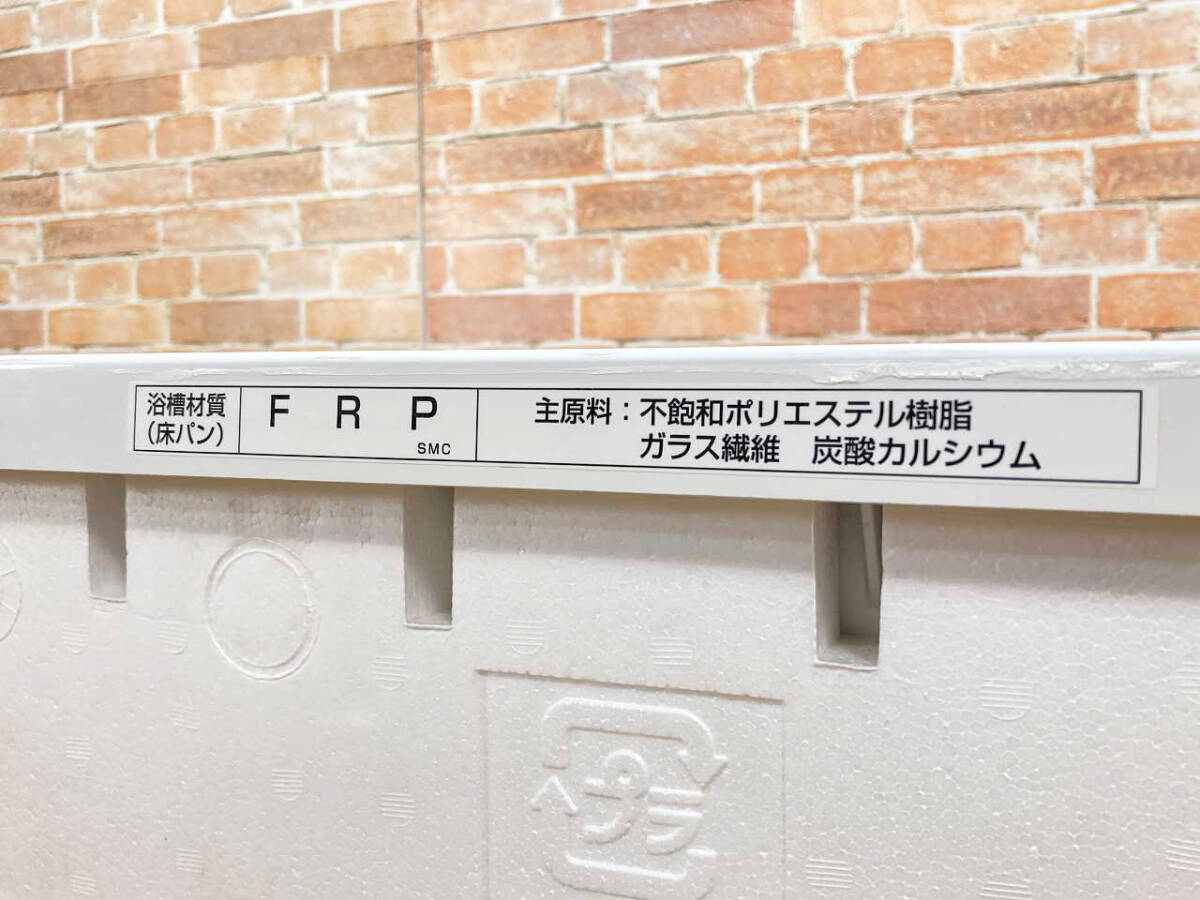 浴槽材質
(床パン)
F R P
SMC
主原料：不飽和ポリエステル樹脂
ガラス繊維 炭酸カルシウム
プラ